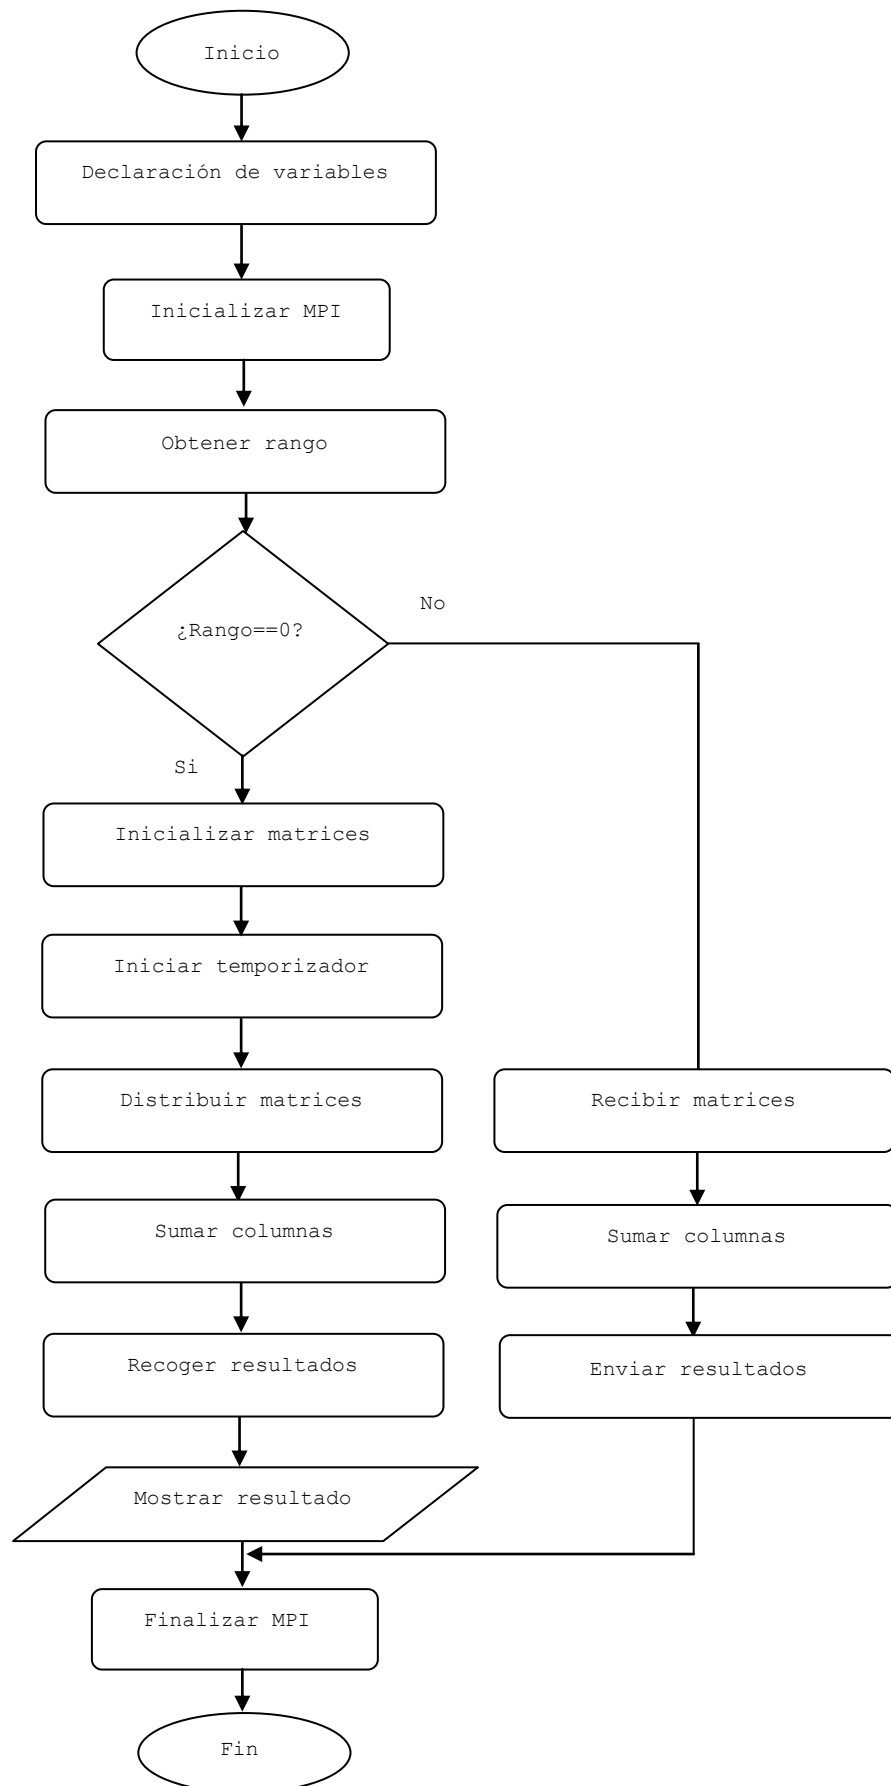 Inicio
Declaración de variables
Inicializar MPI
Obtener rango
¿Rango==0?
No
Si
Inicializar matrices
Iniciar temporizador
Distribuir matrices
Recibir matrices
Sumar columnas
Sumar columnas
Recoger resultados
Enviar resultados
Mostrar resultado
Finalizar MPI
Fin